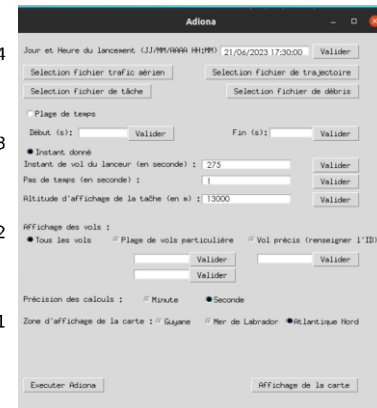 Adiona
4
Jour et Heure du lancement (JJ/MM/AAAA HH:MM) 21/06/2023 17:30:00 Valider
Selection fichier trafic aérien Selection fichier de trajectoire
Selection fichier de tâche Selection fichier de débris
Plage de temps
Début (s): Valider Fin (s): Valider
3
Instant donné
Instant de vol du lanceur (en seconde) : 275 Valider
Pas de temps (en seconde) : 1 Valider
Altitude d'affichage de la tache (en m) : 13000 Valider
2
Affichage des vols :
Tous les vols Plage de vols particulière Vol précis (renseigner l'ID)
Valider Valider
Valider
Précision des calculs : Minute Seconde
1
Zone d'affichage de la carte : Guyane Mer de Labrador Atlantique Nord
Executer Adiona Affichage de la carte